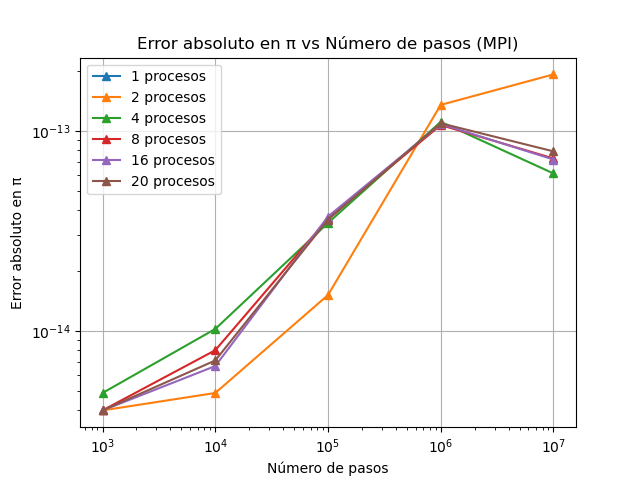 Error absoluto en π vs Número de pasos (MPI)
1 procesos
2 procesos
4 procesos
8 procesos
16 procesos
20 procesos
Error absoluto en π
10⁻¹³
10⁻¹⁴
10³ 10⁴ 10⁵ 10⁶ 10⁷
Número de pasos